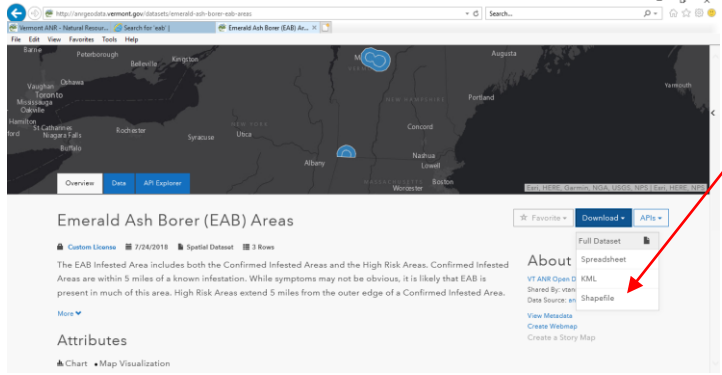 http://anrgeodata.vermont.gov/datasets/emerald-ash-borer-eab-areas
Search...
Vermont ANR - Natural Resour...
Search for 'eab' |
Emerald Ash Borer (EAB) Ar...
File Edit View Favorites Tools Help
Barrie
Peterborough
Belleville
Kingston
Augusta
Vaughan
Oshawa
Toronto
Mississauga
Oakville
Portland
Yarmouth
Hamilton
St Catharines
Niagara Falls
Rochester
NEW YORK
Utica
Syracuse
NEW HAMPSHIRE
Concord
Buffalo
Albany
Nashua
Lowell
MASSACHUSETTS
Boston
Worcester
Esri, HERE, Garmin, NGA, USGS, NPS | Esri, HERE, NPS
Overview
Data
API Explorer
Emerald Ash Borer (EAB) Areas
Favorite
Download
APIs
Custom License
7/24/2018
Spatial Dataset
3 Rows
The EAB Infested Area includes both the Confirmed Infested Areas and the High Risk Areas. Confirmed Infested
Areas are within 5 miles of a known infestation. While symptoms may not be obvious, it is likely that EAB is
present in much of this area. High Risk Areas extend 5 miles from the outer edge of a Confirmed Infested Area.
More
Attributes
Chart
Map Visualization
Full Dataset
Spreadsheet
KML
Shapefile
About
VT ANR Open D
Shared By: vtan
Data Source: an
View Metadata
Create Webmap
Create a Story Map